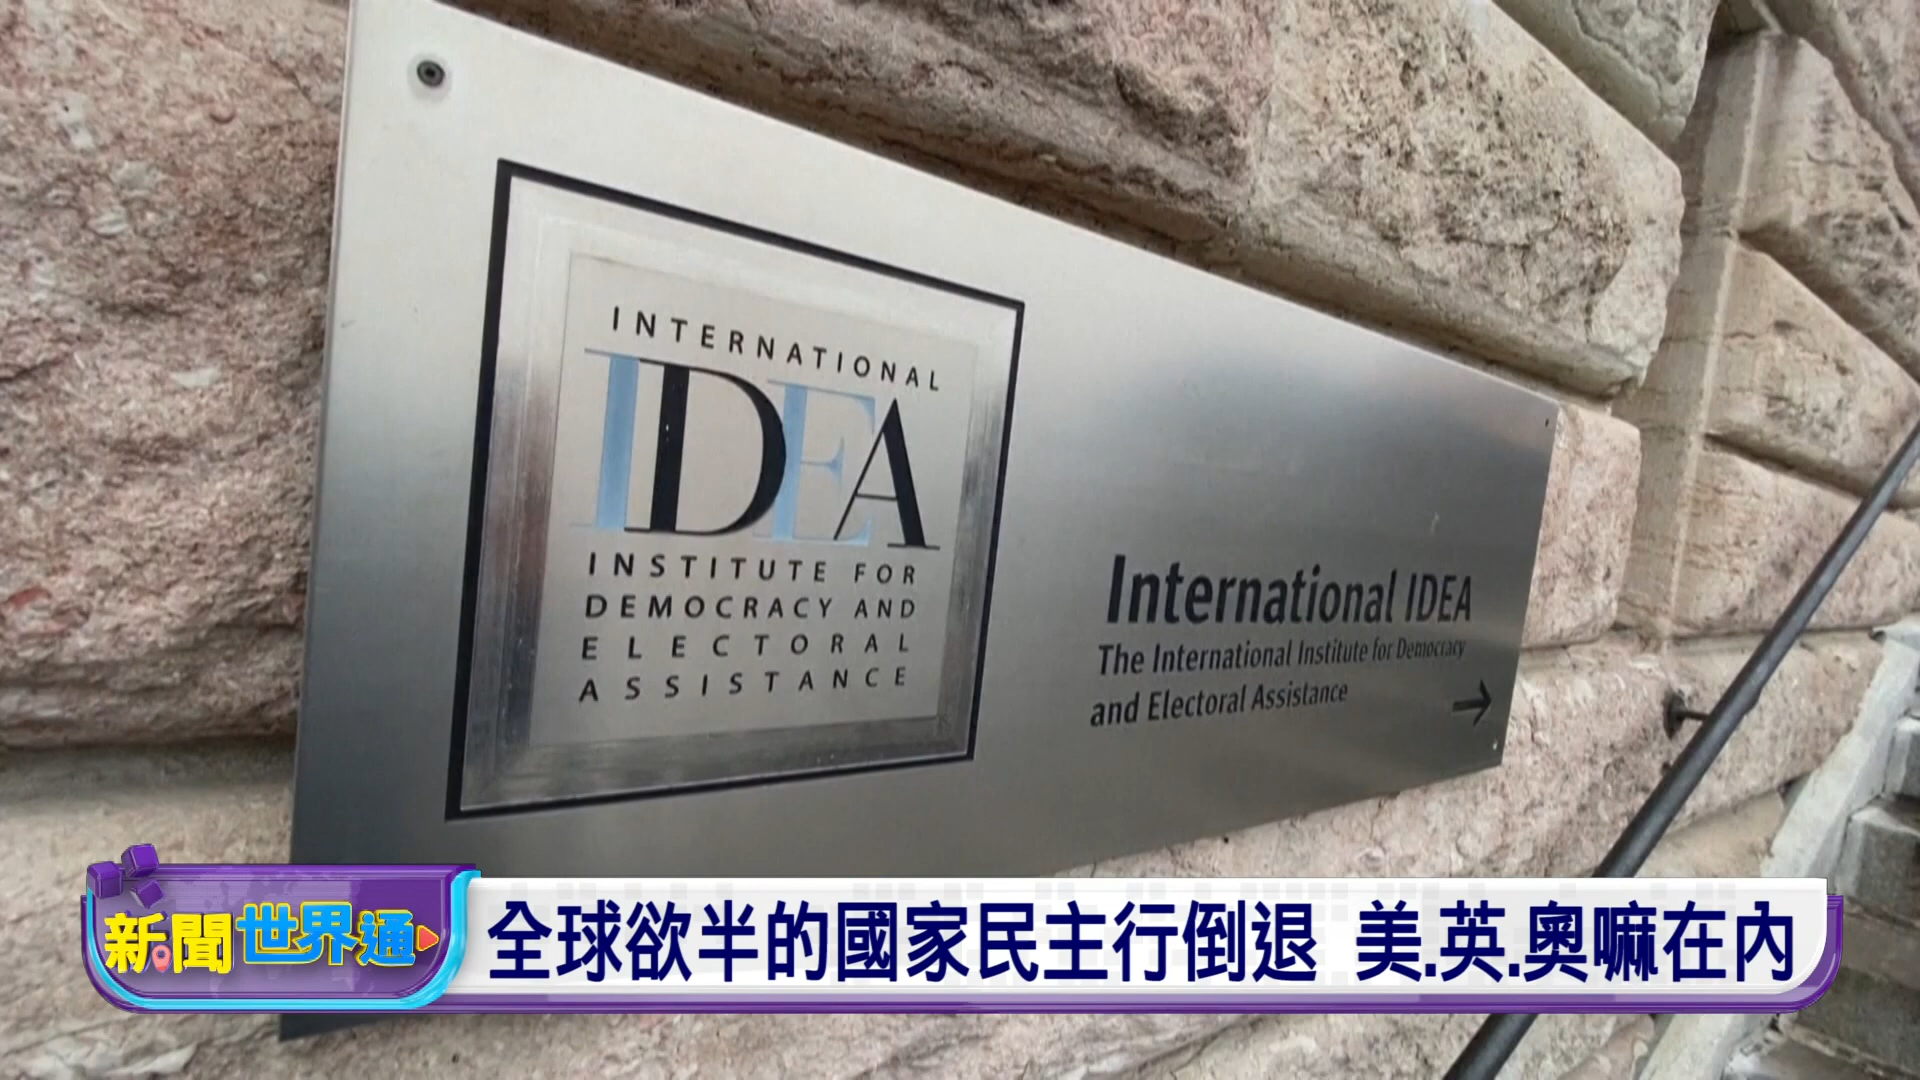 INTERNATIONAL
IDEA
INSTITUTE FOR
DEMOCRACY AND
ELECTORAL
ASSISTANCE
International IDEA
The International Institute for Democracy
and Electoral Assistance
新聞世界通
全球欲半的國家民主行倒退 美.英.奧嘛在內